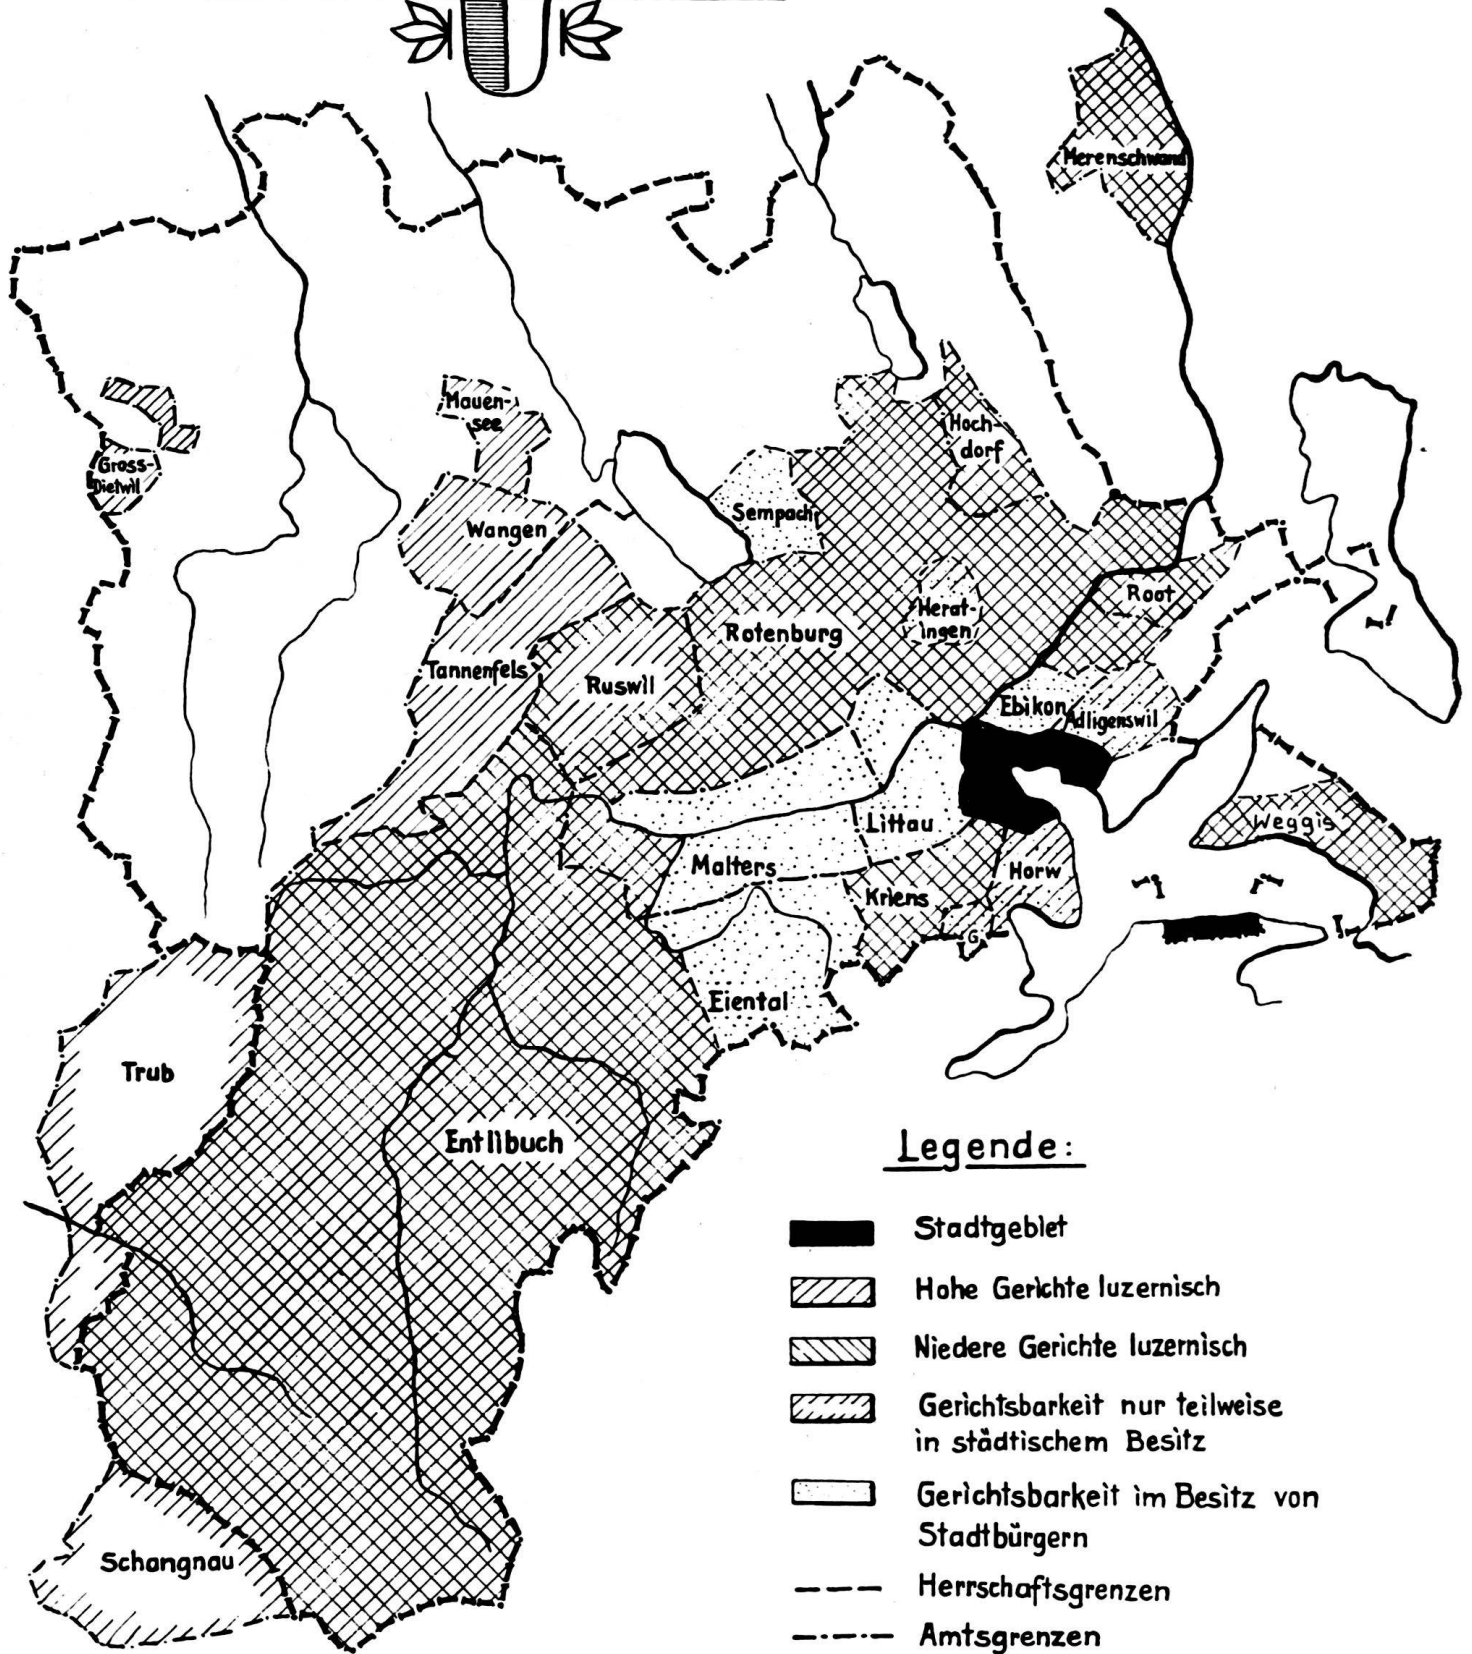 Merenschwand
Mauen-
see
Hoch-
dorf
Gross-
Dietwil
Sempach
Wangen
Root
Herat-
ingen
Rotenburg
Tannenfels
Ruswil
Ebikon
Adligenswil
Littau
Weggis
Malters
Horw
Kriens
G
Eiental
Trub
Entlibuch
Schangnau
Legende:
Stadtgebiet
Hohe Gerichte luzernisch
Niedere Gerichte luzernisch
Gerichtsbarkeit nur teilweise
in städtischem Besitz
Gerichtsbarkeit im Besitz von
Stadtbürgern
Herrschaftsgrenzen
Amtsgrenzen